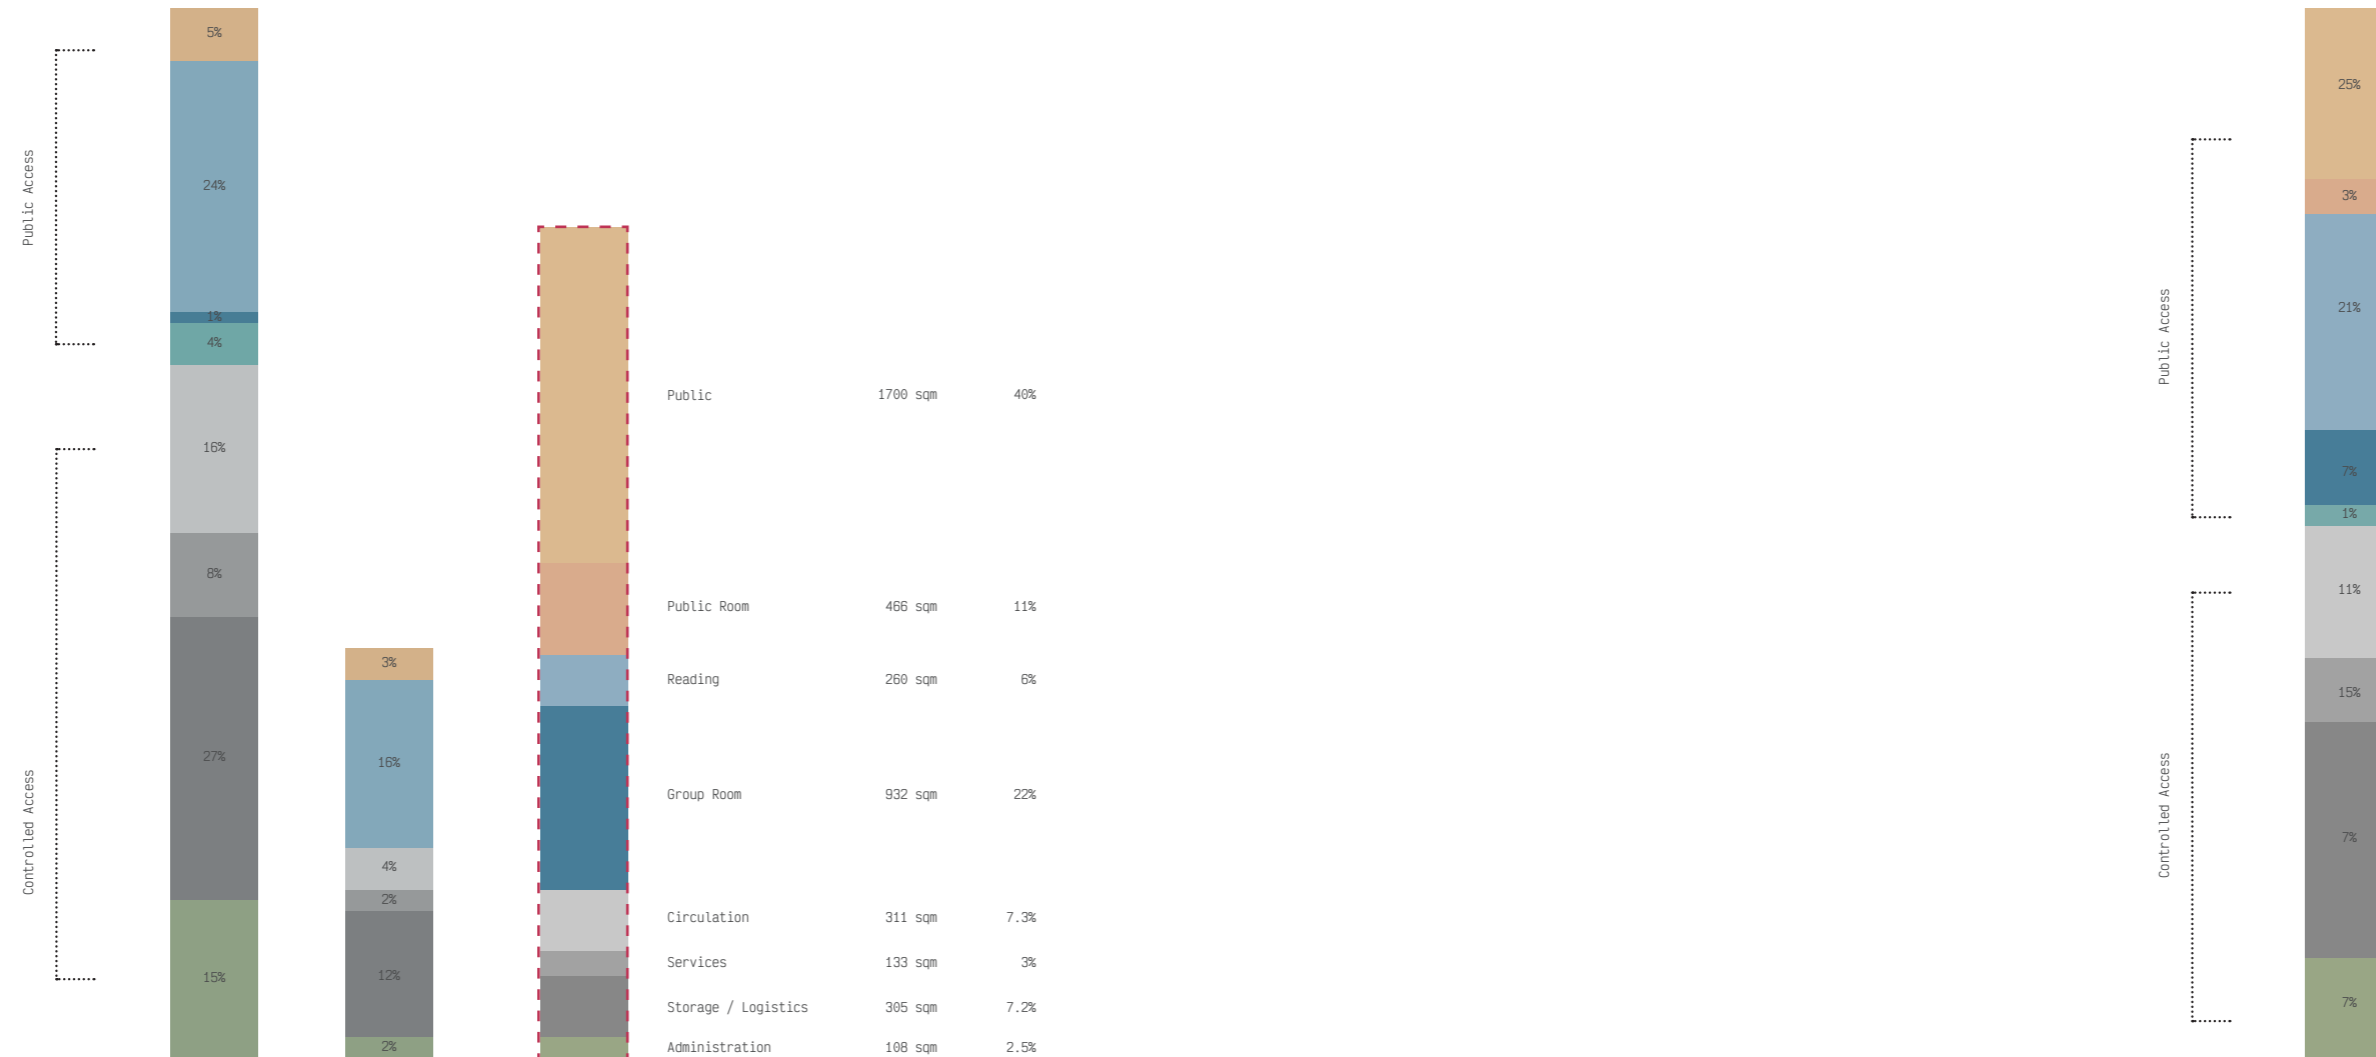 Public Access
Controlled Access
5%
24%
1%
4%
16%
8%
27%
15%
3%
16%
4%
2%
12%
2%
Public 1700 sqm 40%
Public Room 466 sqm 11%
Reading 260 sqm 6%
Group Room 932 sqm 22%
Circulation 311 sqm 7.3%
Services 133 sqm 3%
Storage / Logistics 305 sqm 7.2%
Administration 108 sqm 2.5%
Public Access
Controlled Access
25%
3%
21%
7%
1%
11%
15%
7%
7%